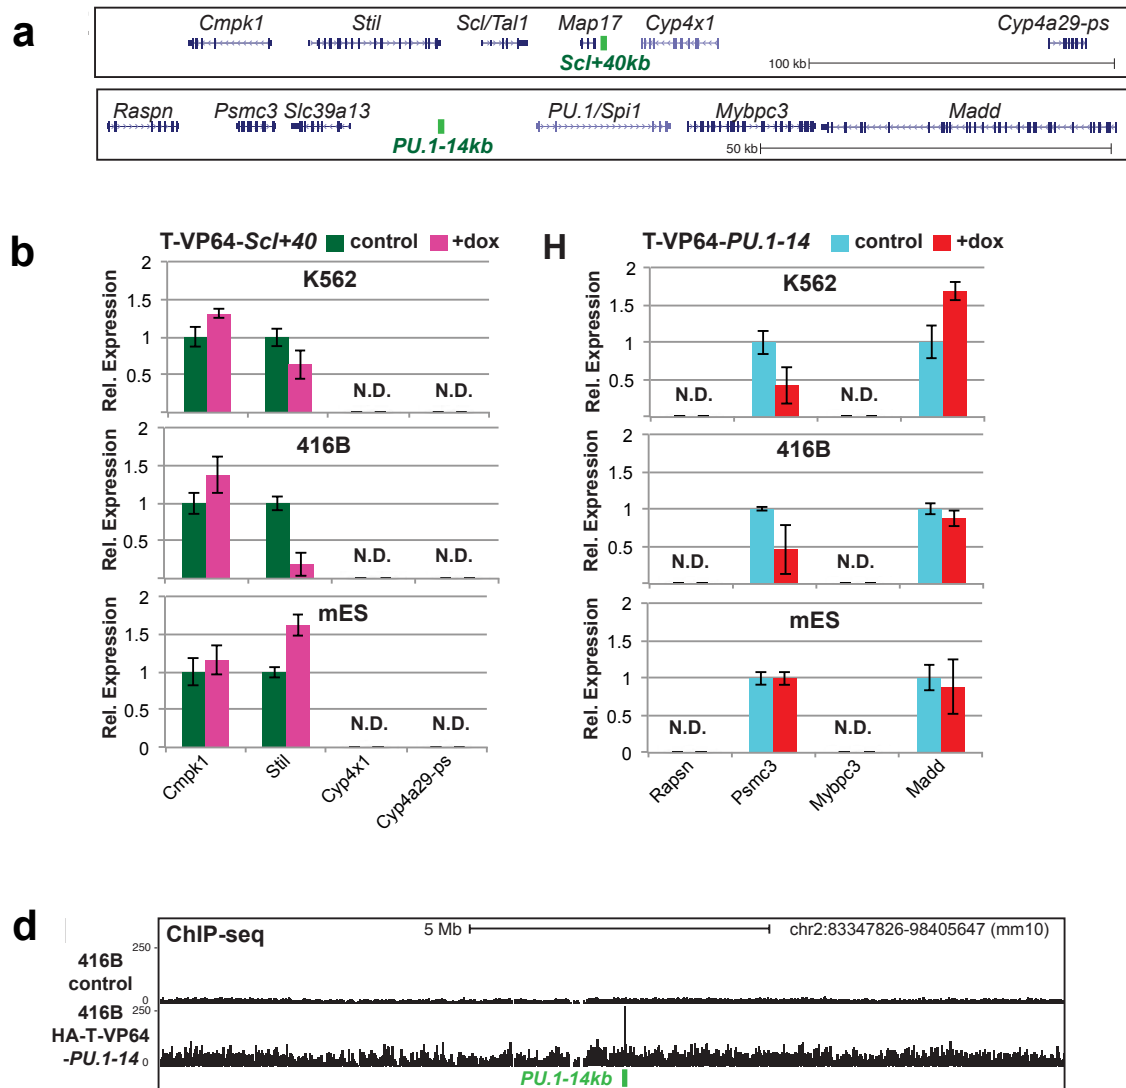 a
Cmpk1 Stil Scl/Tal1 Map17 Cyp4x1 Cyp4a29-ps
Scl+40kb
100 kb
Raspn Psmc3 Slc39a13 PU.1/Spi1 Mybpc3 Madd
PU.1-14kb
50 kb
b
T-VP64-Scl+40 control +dox
K562
Rel. Expression
2
1.5
1
0.5
N.D. N.D.
416B
Rel. Expression
2
1.5
1
0.5
N.D. N.D.
mES
Rel. Expression
2
1.5
1
0.5
0
N.D. N.D.
Cmpk1 Stil Cyp4x1 Cyp4a29-ps
H
T-VP64-PU.1-14 control +dox
K562
Rel. Expression
2
1.5
1
0.5
N.D. N.D.
416B
Rel. Expression
2
1.5
1
0.5
N.D. N.D.
mES
Rel. Expression
2
1.5
1
0.5
0
N.D. N.D.
Rapsn Psmc3 Mybpc3 Madd
d
ChIP-seq 5 Mb chr2:83347826-98405647 (mm10)
250
416B
control
0
250
416B
HA-T-VP64
-PU.1-14
0
PU.1-14kb